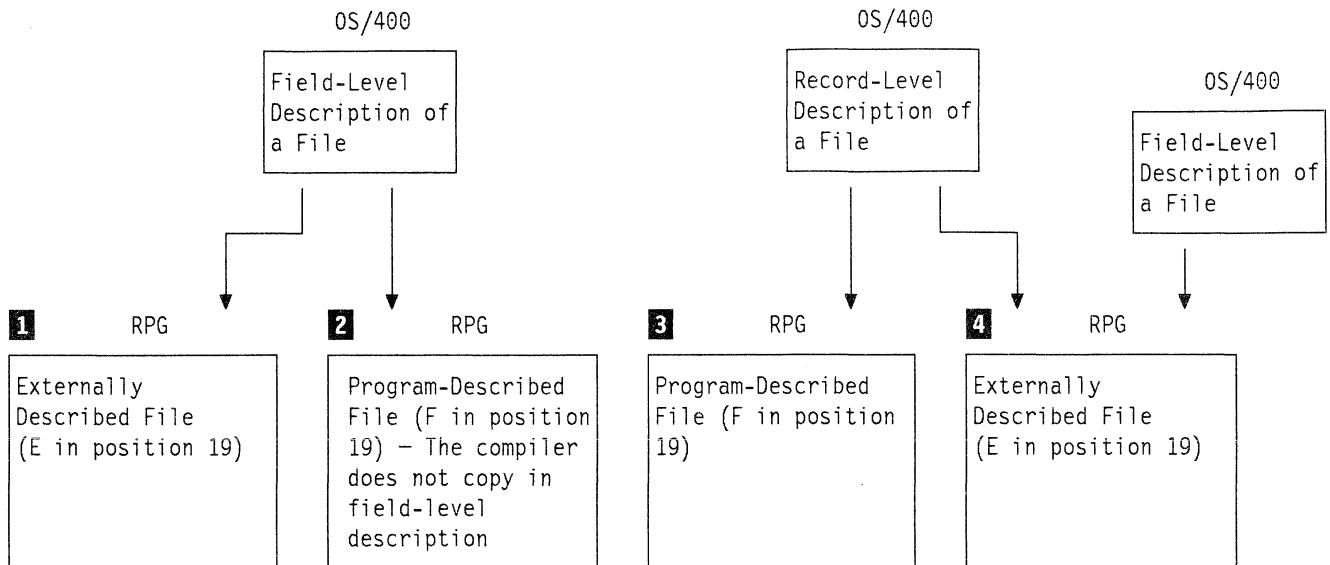 OS/400
Field-Level
Description of
a File
OS/400
Record-Level
Description of
a File
OS/400
Field-Level
Description of
a File
1 RPG
Externally
Described File
(E in position 19)
2 RPG
Program-Described
File (F in position
19) — The compiler
does not copy in
field-level
description
3 RPG
Program-Described
File (F in position
19)
4 RPG
Externally
Described File
(E in position 19)